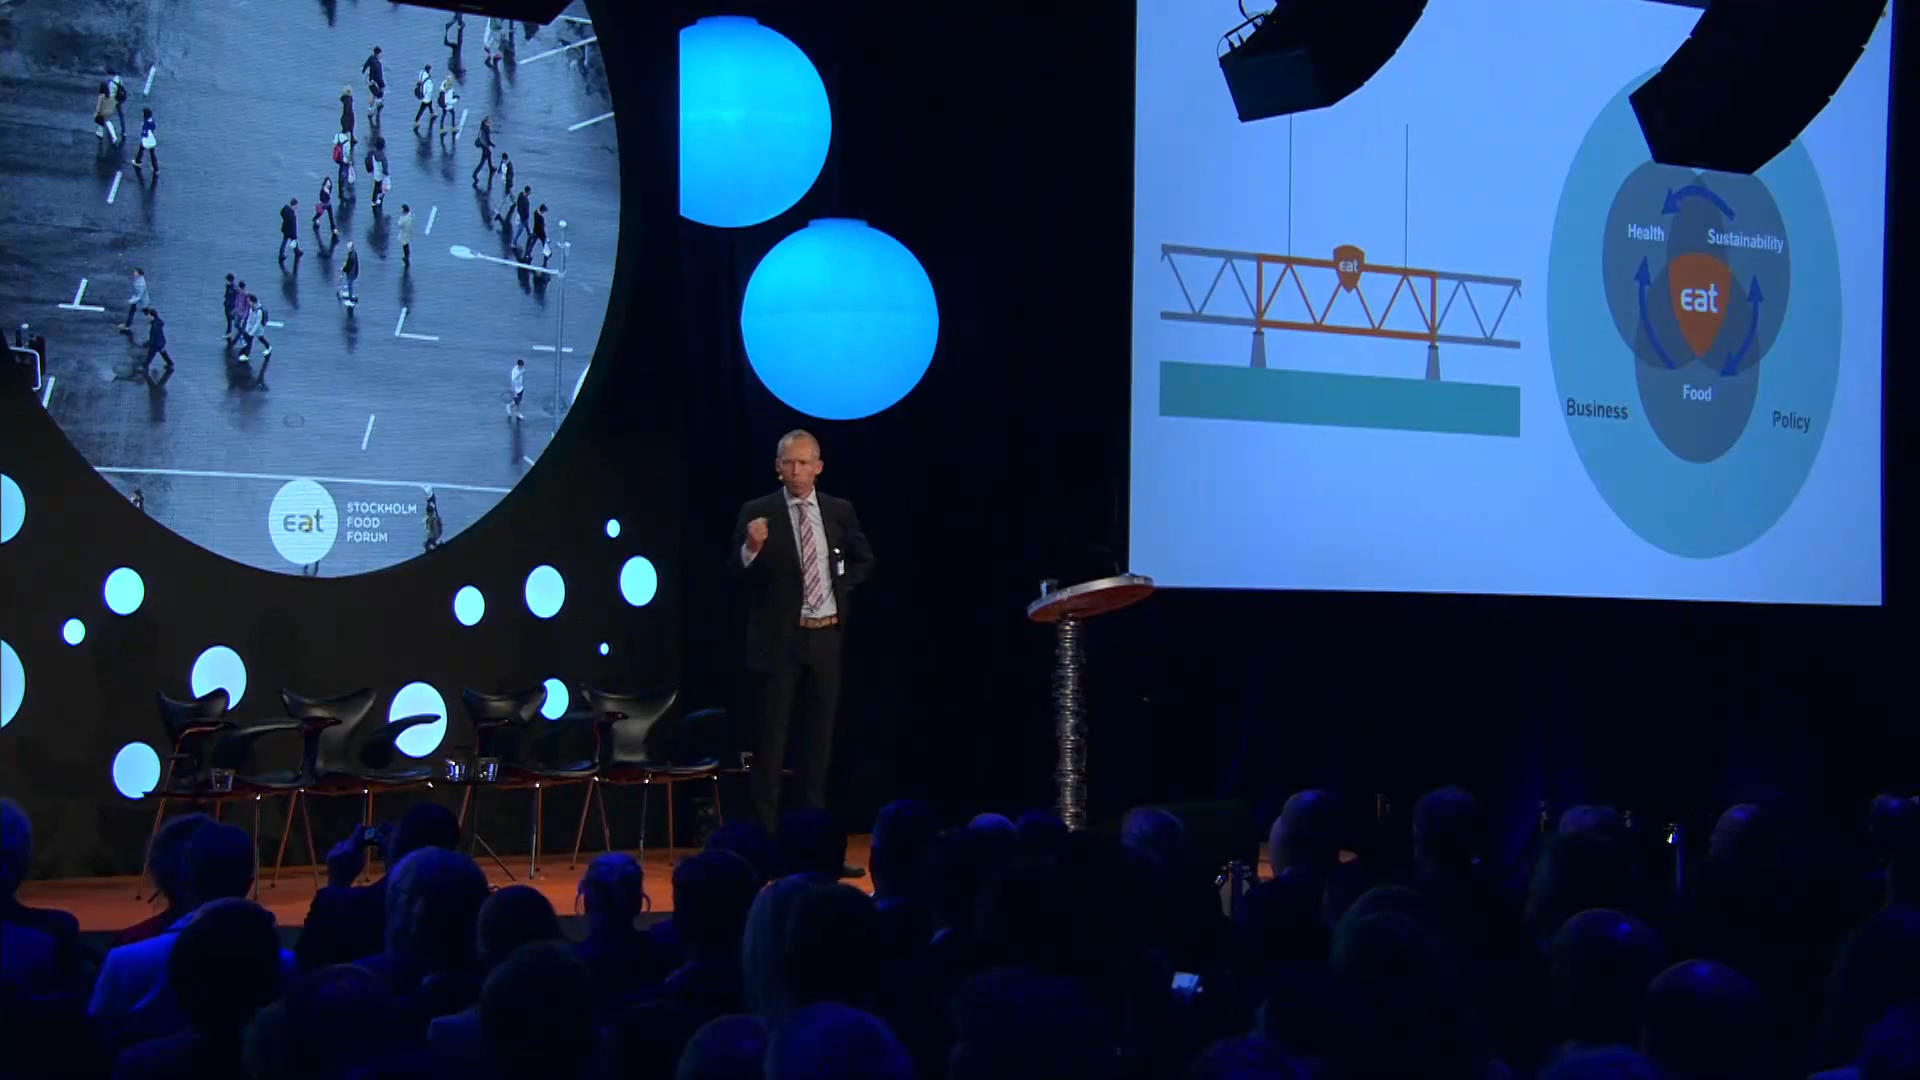 eat
STOCKHOLM
FOOD
FORUM
eat
Health
Sustainability
eat
Food
Business
Policy